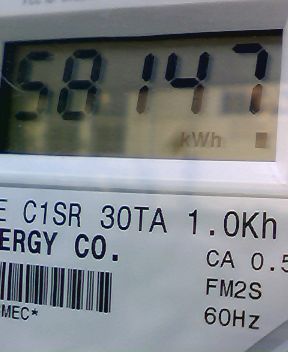 58147
kWh
E C1SR 30TA 1.0Kh
ERGY CO.
CA 0.5
FM2S
MEC*
60Hz